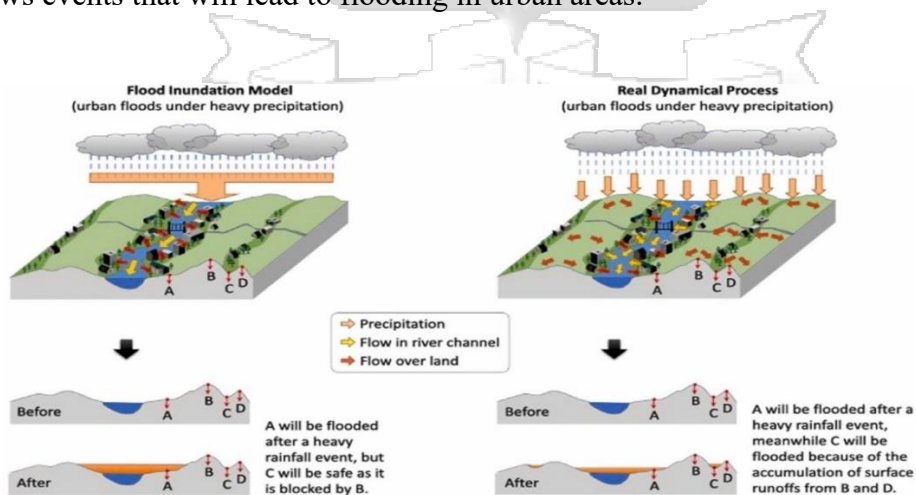 ws events that will lead to flooding in urban areas.
Flood Inundation Model
(urban floods under heavy precipitation)
A
B
C
D
Before
A
B
C
D
After
A
B
C
D
A will be flooded
after a heavy
rainfall event, but
C will be safe as it
is blocked by B.
Precipitation
Flow in river channel
Flow over land
Real Dynamical Process
(urban floods under heavy precipitation)
A
B
C
D
Before
A
B
C
D
After
A
B
C
D
A will be flooded after a
heavy rainfall event,
meanwhile C will be
flooded because of the
accumulation of surface
runoffs from B and D.